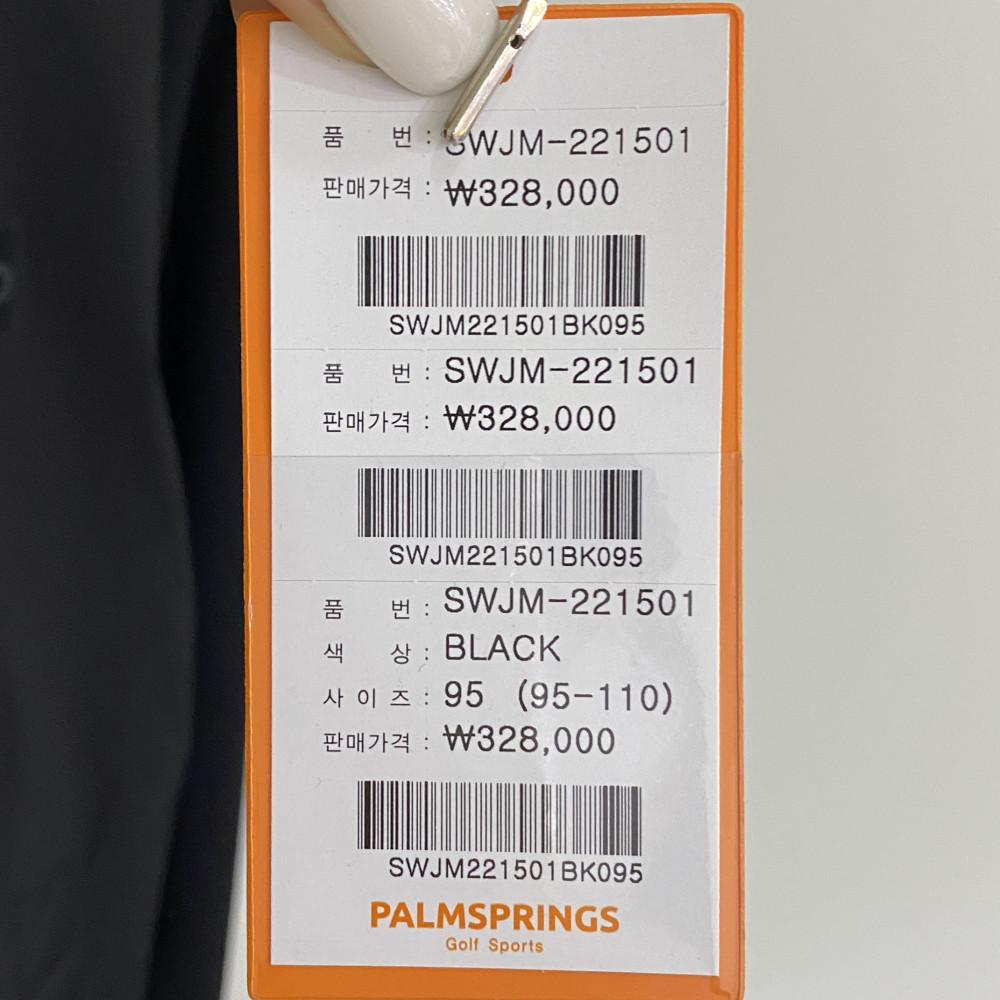 품 번 : SWJM-221501
판매가격 : ₩328,000
SWJM221501BK095
품 번 : SWJM-221501
판매가격 : ₩328,000
SWJM221501BK095
품 번 : SWJM-221501
색 상 : BLACK
사 이 즈 : 95 (95-110)
판매가격 : ₩328,000
SWJM221501BK095
PALMSPRINGS
Golf Sports